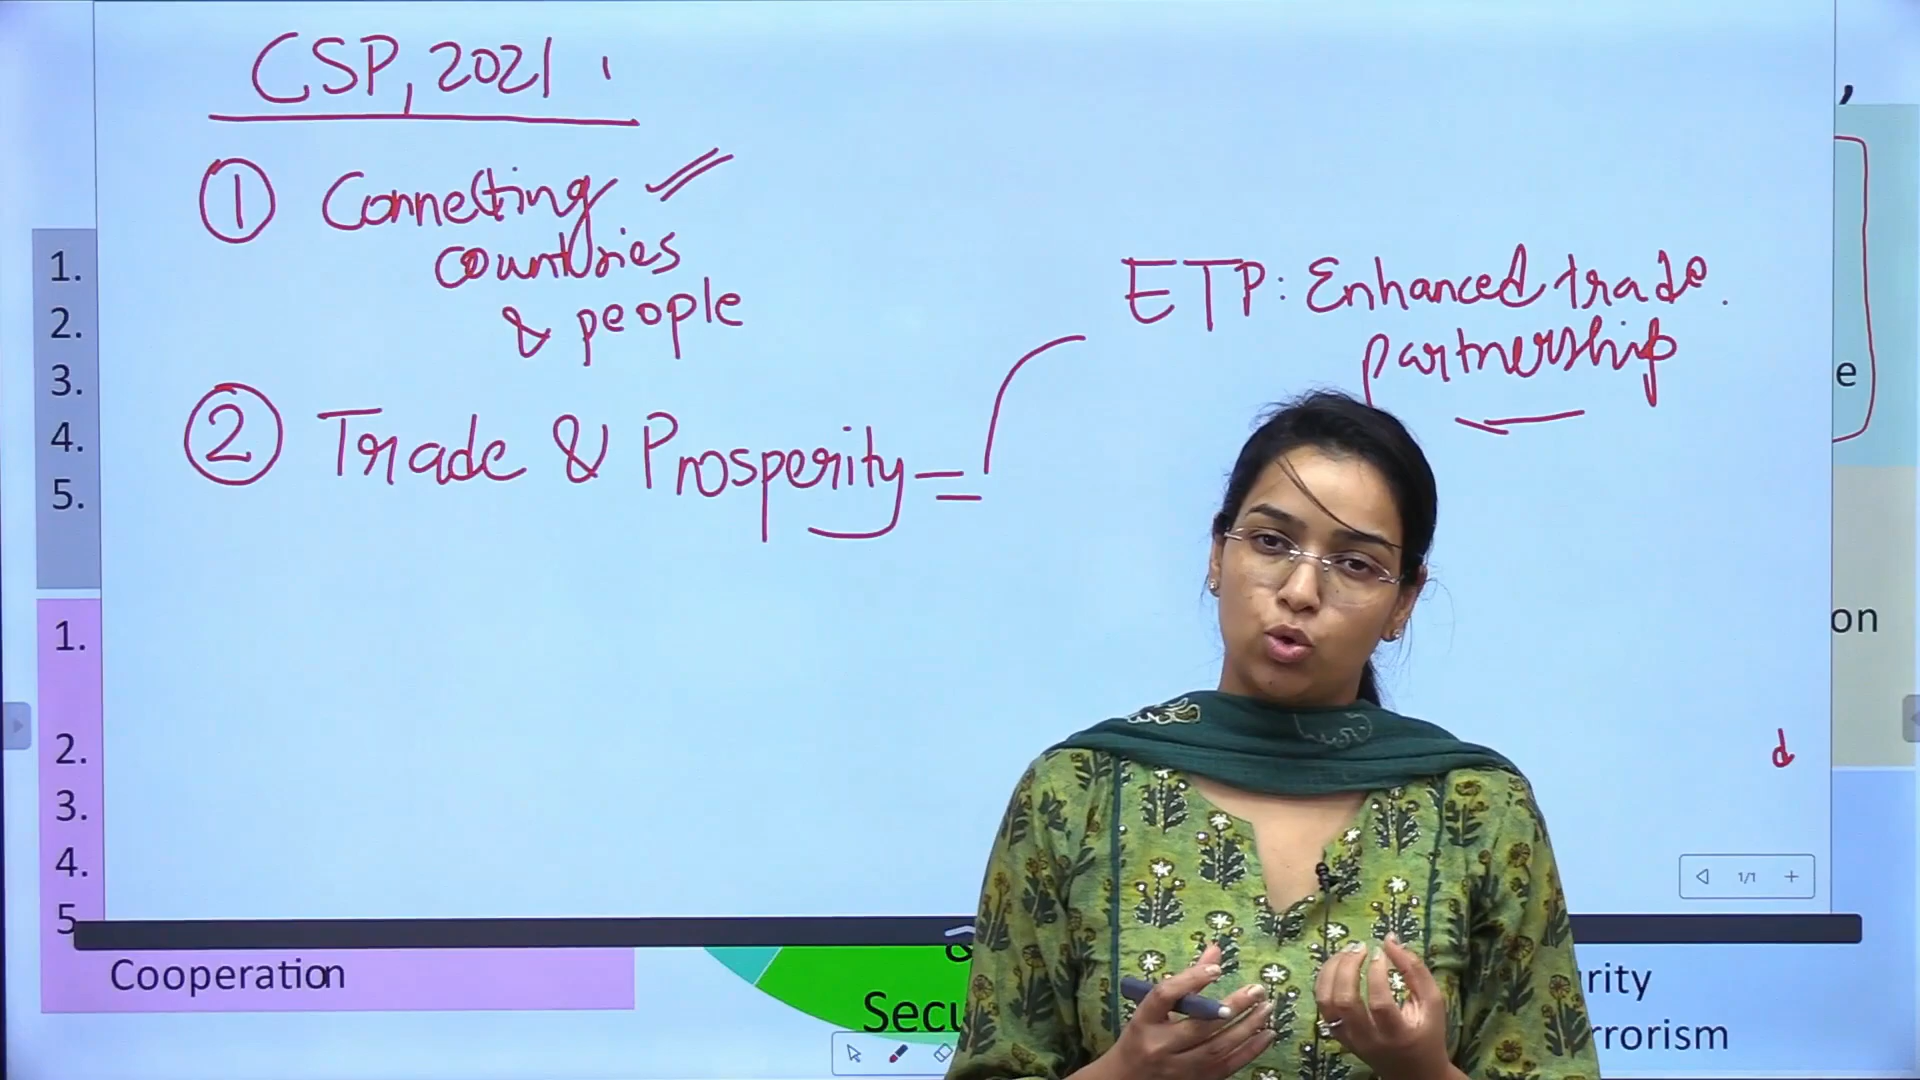 CSP, 2021
① Connecting
countries
& people
② Trade & Prosperity
ETP: Enhanced trade
partnership
d
1.
2.
3.
4.
5.
1.
2.
3.
4.
5
Cooperation
e
on
1/1
&
Secu
rity
rrorism